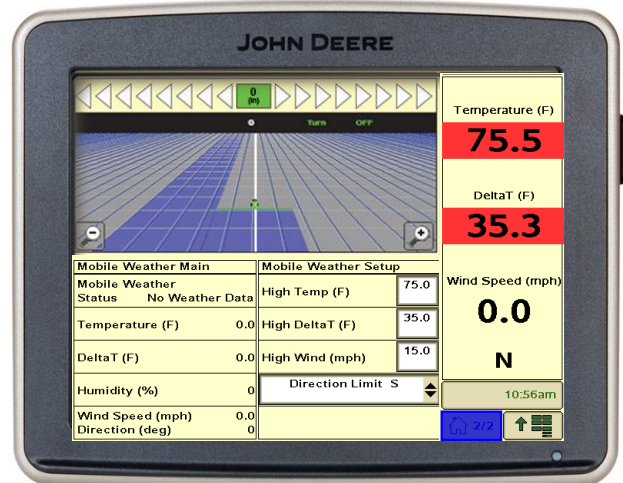 JOHN DEERE
0
(in)
Turn OFF
Mobile Weather Main
Mobile Weather
Status No Weather Data
Temperature (F) 0.0
DeltaT (F) 0.0
Humidity (%) 0
Wind Speed (mph) 0.0
Direction (deg) 0
Mobile Weather Setup
High Temp (F) 75.0
High DeltaT (F) 35.0
High Wind (mph) 15.0
Direction Limit S
Temperature (F)
75.5
DeltaT (F)
35.3
Wind Speed (mph)
0.0
N
10:56am
2/2